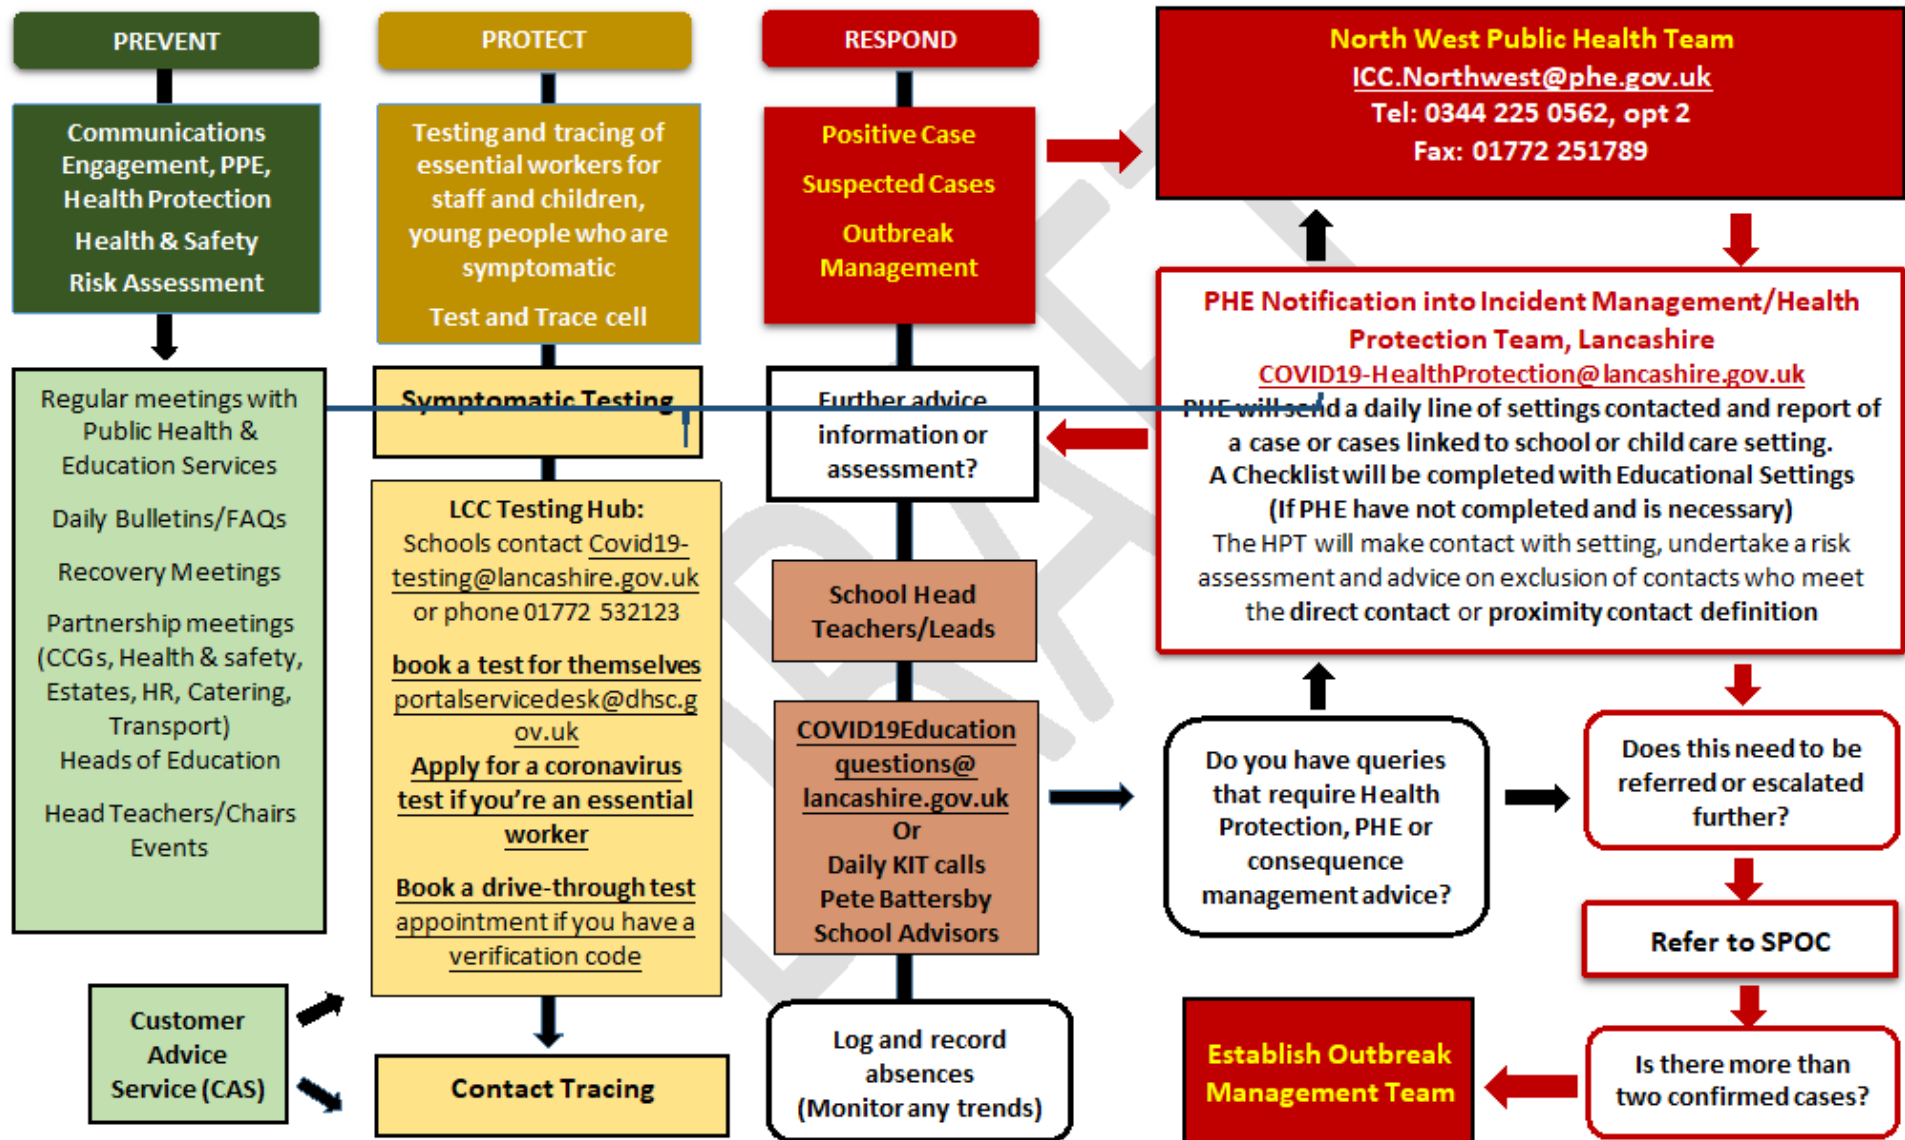 PREVENT
Communications
Engagement, PPE,
Health Protection
Health & Safety
Risk Assessment
Regular meetings with
Public Health &
Education Services
Daily Bulletins/FAQs
Recovery Meetings
Partnership meetings
(CCGs, Health & safety,
Estates, HR, Catering,
Transport)
Heads of Education
Head Teachers/Chairs
Events
Customer
Advice
Service (CAS)
PROTECT
Testing and tracing of
essential workers for
staff and children,
young people who are
symptomatic
Test and Trace cell
Symptomatic Testing
LCC Testing Hub:
Schools contact Covid19-
testing@lancashire.gov.uk
or phone 01772 532123
book a test for themselves
portalservicedesk@dhsc.g
ov.uk
Apply for a coronavirus
test if you're an essential
worker
Book a drive-through test
appointment if you have a
verification code
Contact Tracing
RESPOND
Positive Case
Suspected Cases
Outbreak
Management
Further advice
information or
assessment?
School Head
Teachers/Leads
COVID19Education
questions@
lancashire.gov.uk
Or
Daily KIT calls
Pete Battersby
School Advisors
Log and record
absences
(Monitor any trends)
North West Public Health Team
ICC.Northwest@phe.gov.uk
Tel: 0344 225 0562, opt 2
Fax: 01772 251789
PHE Notification into Incident Management/Health
Protection Team, Lancashire
COVID19-HealthProtection@lancashire.gov.uk
PHE will send a daily line of settings contacted and report of
a case or cases linked to school or child care setting.
A Checklist will be completed with Educational Settings
(If PHE have not completed and is necessary)
The HPT will make contact with setting, undertake a risk
assessment and advice on exclusion of contacts who meet
the direct contact or proximity contact definition
Do you have queries
that require Health
Protection, PHE or
consequence
management advice?
Does this need to be
referred or escalated
further?
Refer to SPOC
Is there more than
two confirmed cases?
Establish Outbreak
Management Team
DRAFT